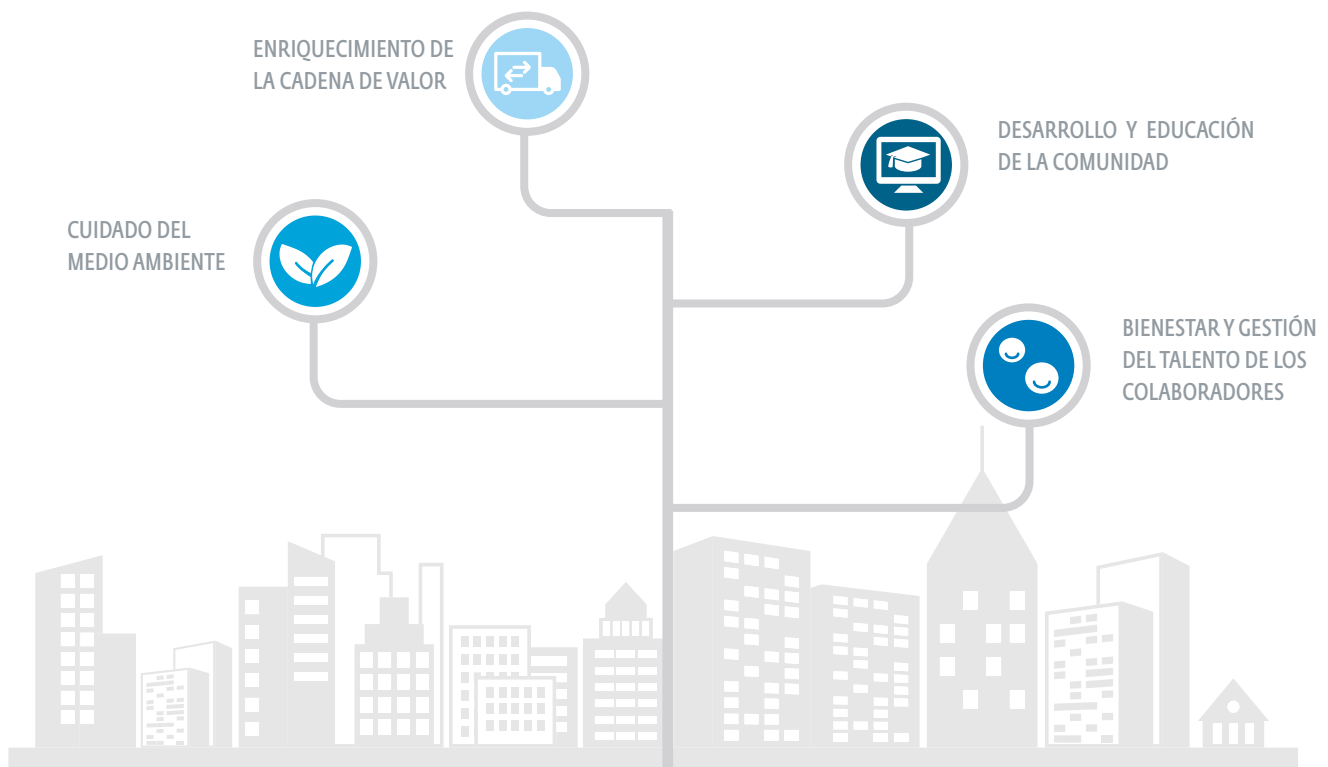 ENRIQUECIMIENTO DE
LA CADENA DE VALOR
DESARROLLO Y EDUCACIÓN
DE LA COMUNIDAD
CUIDADO DEL
MEDIO AMBIENTE
BIENESTAR Y GESTIÓN
DEL TALENTO DE LOS
COLABORADORES